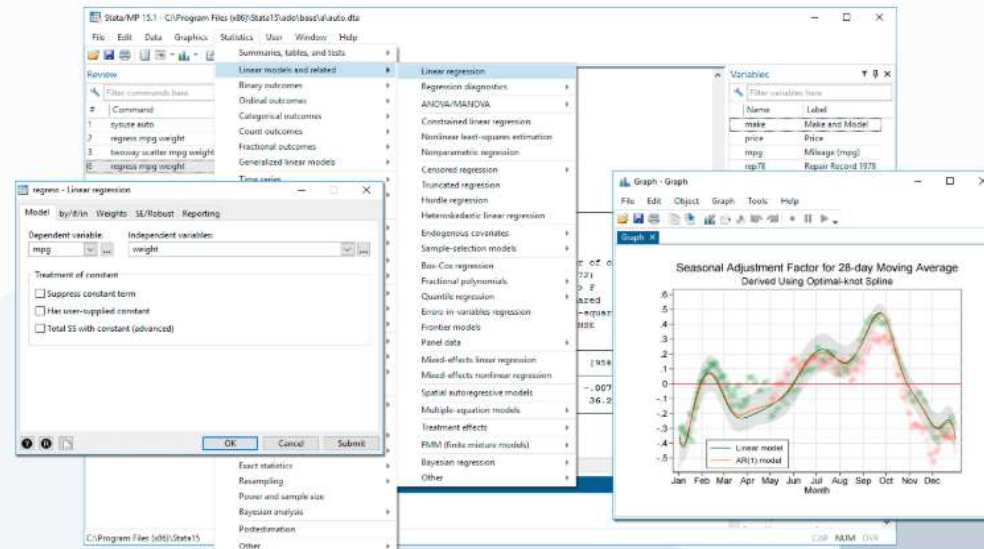 Stata/MP 15.1 - C:\Program Files (x86)\Stata15\ado\base\a\auto.dta
File Edit Data Graphics Statistics User Window Help
Review
Filter commands here
# Command
1 sysuse auto
2 regress mpg weight
3 twoway scatter mpg weight
6 regress mpg weight
Summaries, tables, and tests
Linear models and related
Binary outcomes
Ordinal outcomes
Categorical outcomes
Count outcomes
Fractional outcomes
Generalized linear models
Time series
Exact statistics
Resampling
Power and sample size
Bayesian analysis
Postestimation
Other
Linear regression
Regression diagnostics
ANOVA/MANOVA
Constrained linear regression
Nonlinear least-squares estimation
Nonparametric regression
Censored regression
Truncated regression
Hurdle regression
Heteroskedastic linear regression
Endogenous covariates
Sample-selection models
Box-Cox regression
Fractional polynomials
Quantile regression
Errors-in-variables regression
Frontier models
Panel data
Mixed-effects linear regression
Mixed-effects nonlinear regression
Spatial autoregressive models
Multiple-equation models
Treatment effects
FMM (finite mixture models)
Bayesian regression
Other
Variables
Filter variables here
Name Label
make Make and Model
price Price
mpg Mileage (mpg)
rep78 Repair Record 1978
regress - Linear regression
Model by/if/in Weights SE/Robust Reporting
Dependent variable: Independent variables:
mpg ... weight ...
Treatment of constant
Suppress constant term
Has user-supplied constant
Total SS with constant (advanced)
OK Cancel Submit
Graph - Graph
File Edit Object Graph Tools Help
Graph
Seasonal Adjustment Factor for 28-day Moving Average
Derived Using Optimal-knot Spline
.6
.5
.4
.3
.2
.1
0
-.1
-.2
-.3
-.4
-.5
Linear model
AR(1) model
Jan Feb Mar Apr May Jun Jul Aug Sep Oct Nov Dec
Month
C:\Program Files (x86)\Stata15
CAP NUM OVR